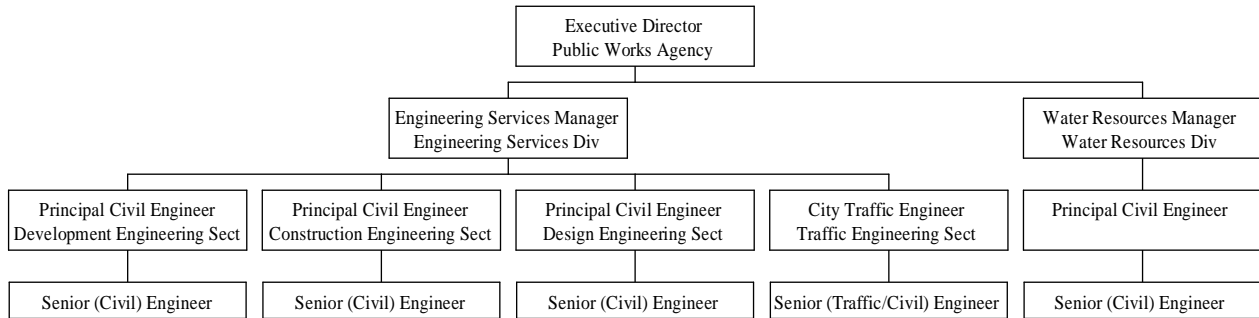 Executive Director
Public Works Agency
Engineering Services Manager
Engineering Services Div
Water Resources Manager
Water Resources Div
Principal Civil Engineer
Development Engineering Sect
Principal Civil Engineer
Construction Engineering Sect
Principal Civil Engineer
Design Engineering Sect
City Traffic Engineer
Traffic Engineering Sect
Principal Civil Engineer
Senior (Civil) Engineer
Senior (Civil) Engineer
Senior (Civil) Engineer
Senior (Traffic/Civil) Engineer
Senior (Civil) Engineer